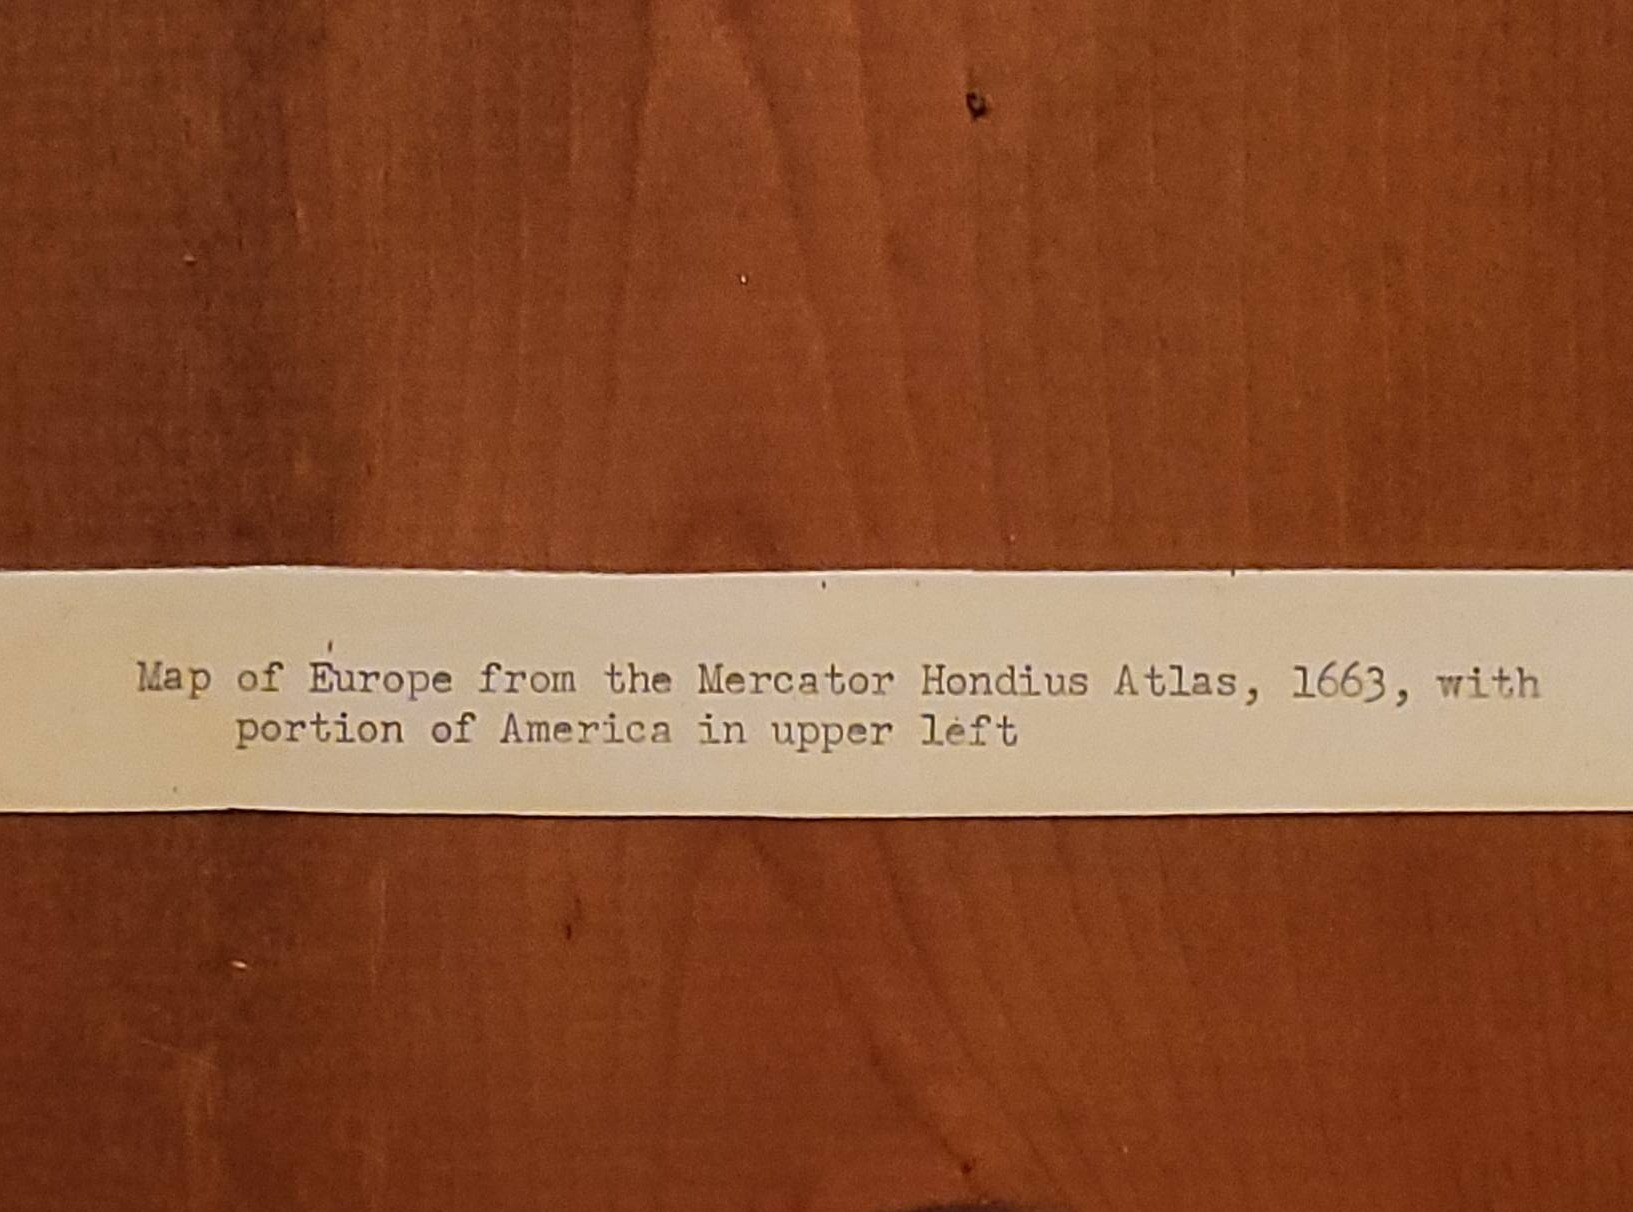 Map of Europe from the Mercator Hondius Atlas, 1663, with
portion of America in upper left